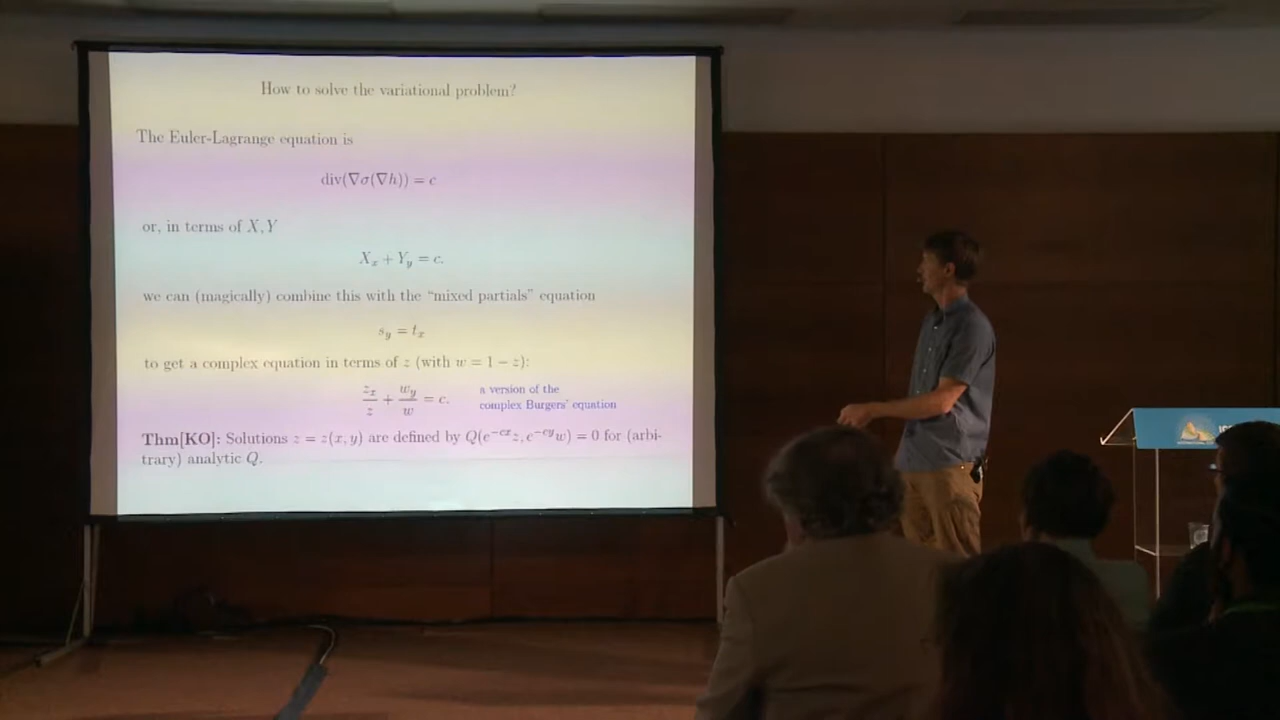 How to solve the variational problem?
The Euler-Lagrange equation is
div(∇σ(∇h)) = c
or, in terms of X, Y
X_x + Y_y = c.
we can (magically) combine this with the “mixed partials” equation
s_y = t_x
to get a complex equation in terms of z (with w = 1 − z):
z_x/z + w_y/w = c.
a version of the
complex Burgers’ equation
Thm[KO]: Solutions z = z(x, y) are defined by Q(e^{−cx}z, e^{−cy}w) = 0 for (arbi-
trary) analytic Q.